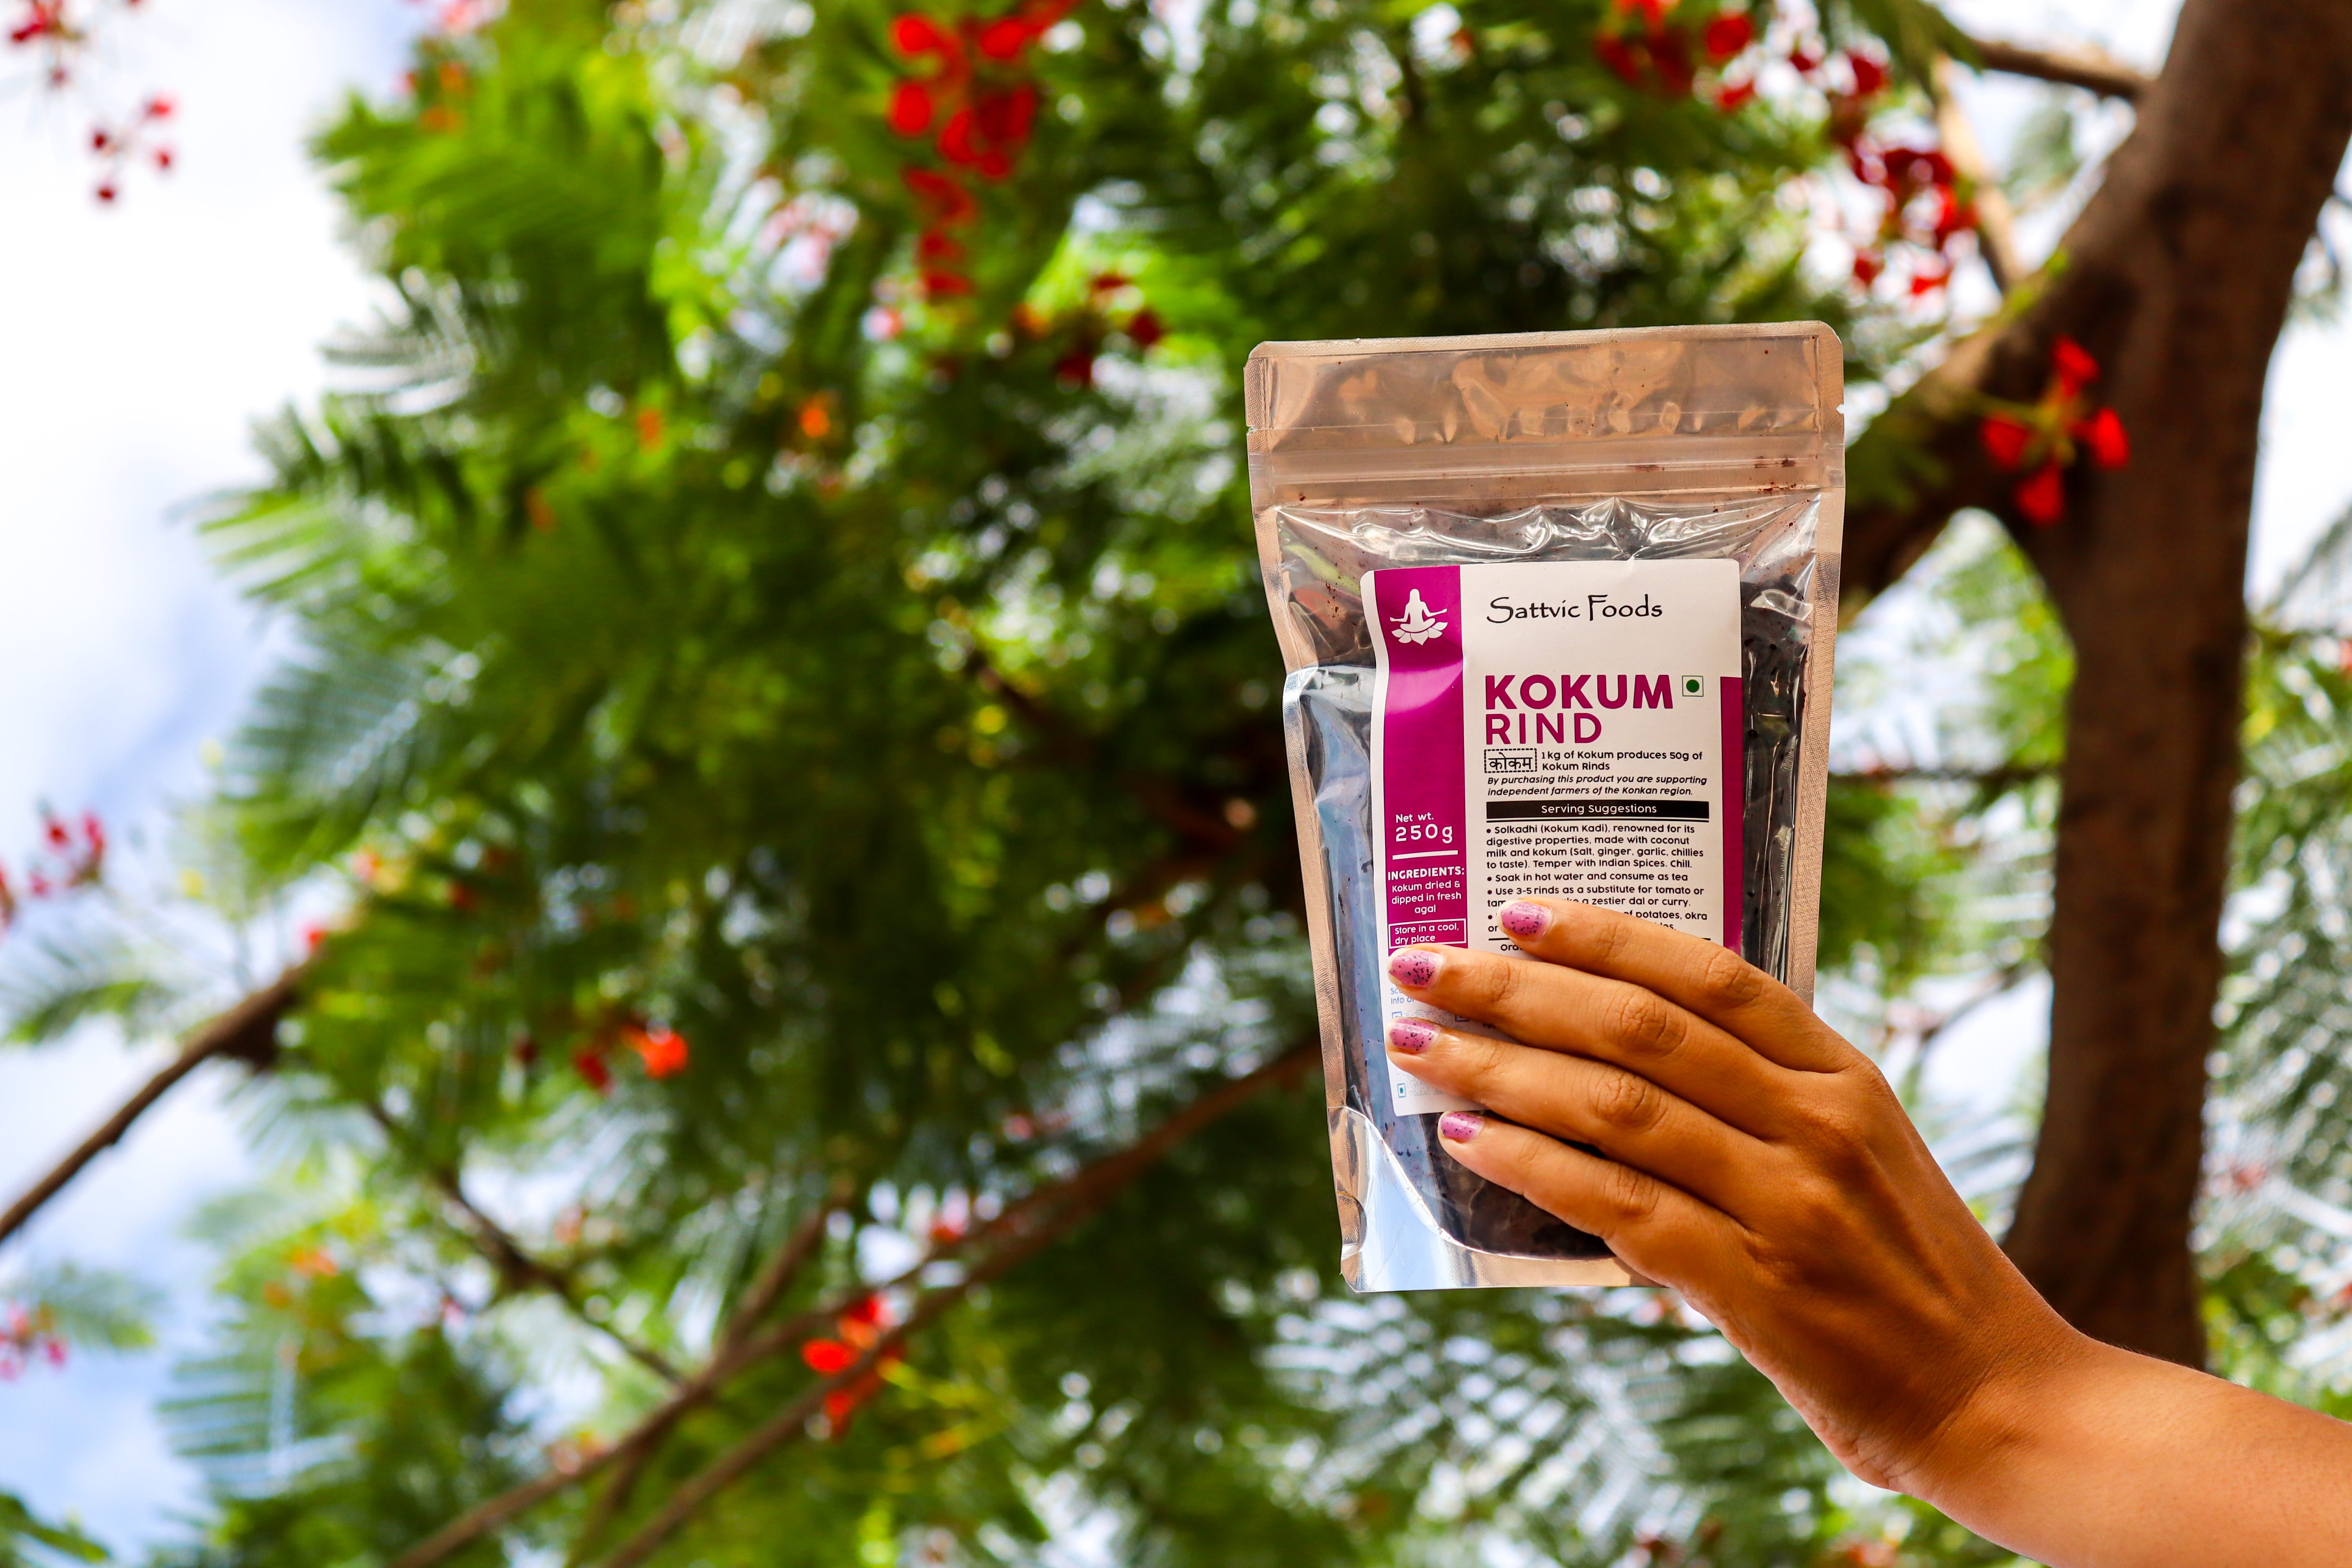 Sattvic Foods
KOKUM
RIND
कोकम
1 kg of Kokum produces 50g of
Kokum Rinds
By purchasing this product you are supporting
independent farmers of the Konkan region.
Serving Suggestions
• Solkadhi (Kokum Kadi), renowned for its
digestive properties, made with coconut
milk and kokum (Salt, ginger, garlic, chillies
to taste). Temper with Indian Spices. Chill.
• Soak in hot water and consume as tea
• Use 3-5 rinds as a substitute for tomato or
a zestier dal or curry.
• of potatoes, okra
or
Net wt.
250g
INGREDIENTS:
Kokum dried &
dipped in fresh
agal
Store in a cool,
dry place